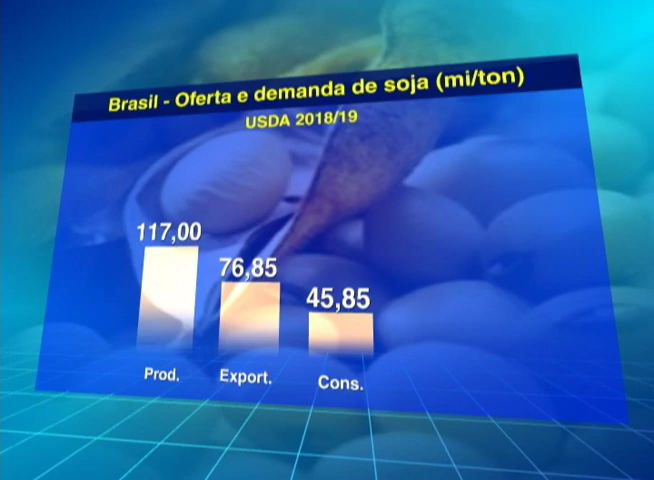 Brasil - Oferta e demanda de soja (mi/ton)
USDA 2018/19
117,00
76,85
45,85
Prod.
Export.
Cons.